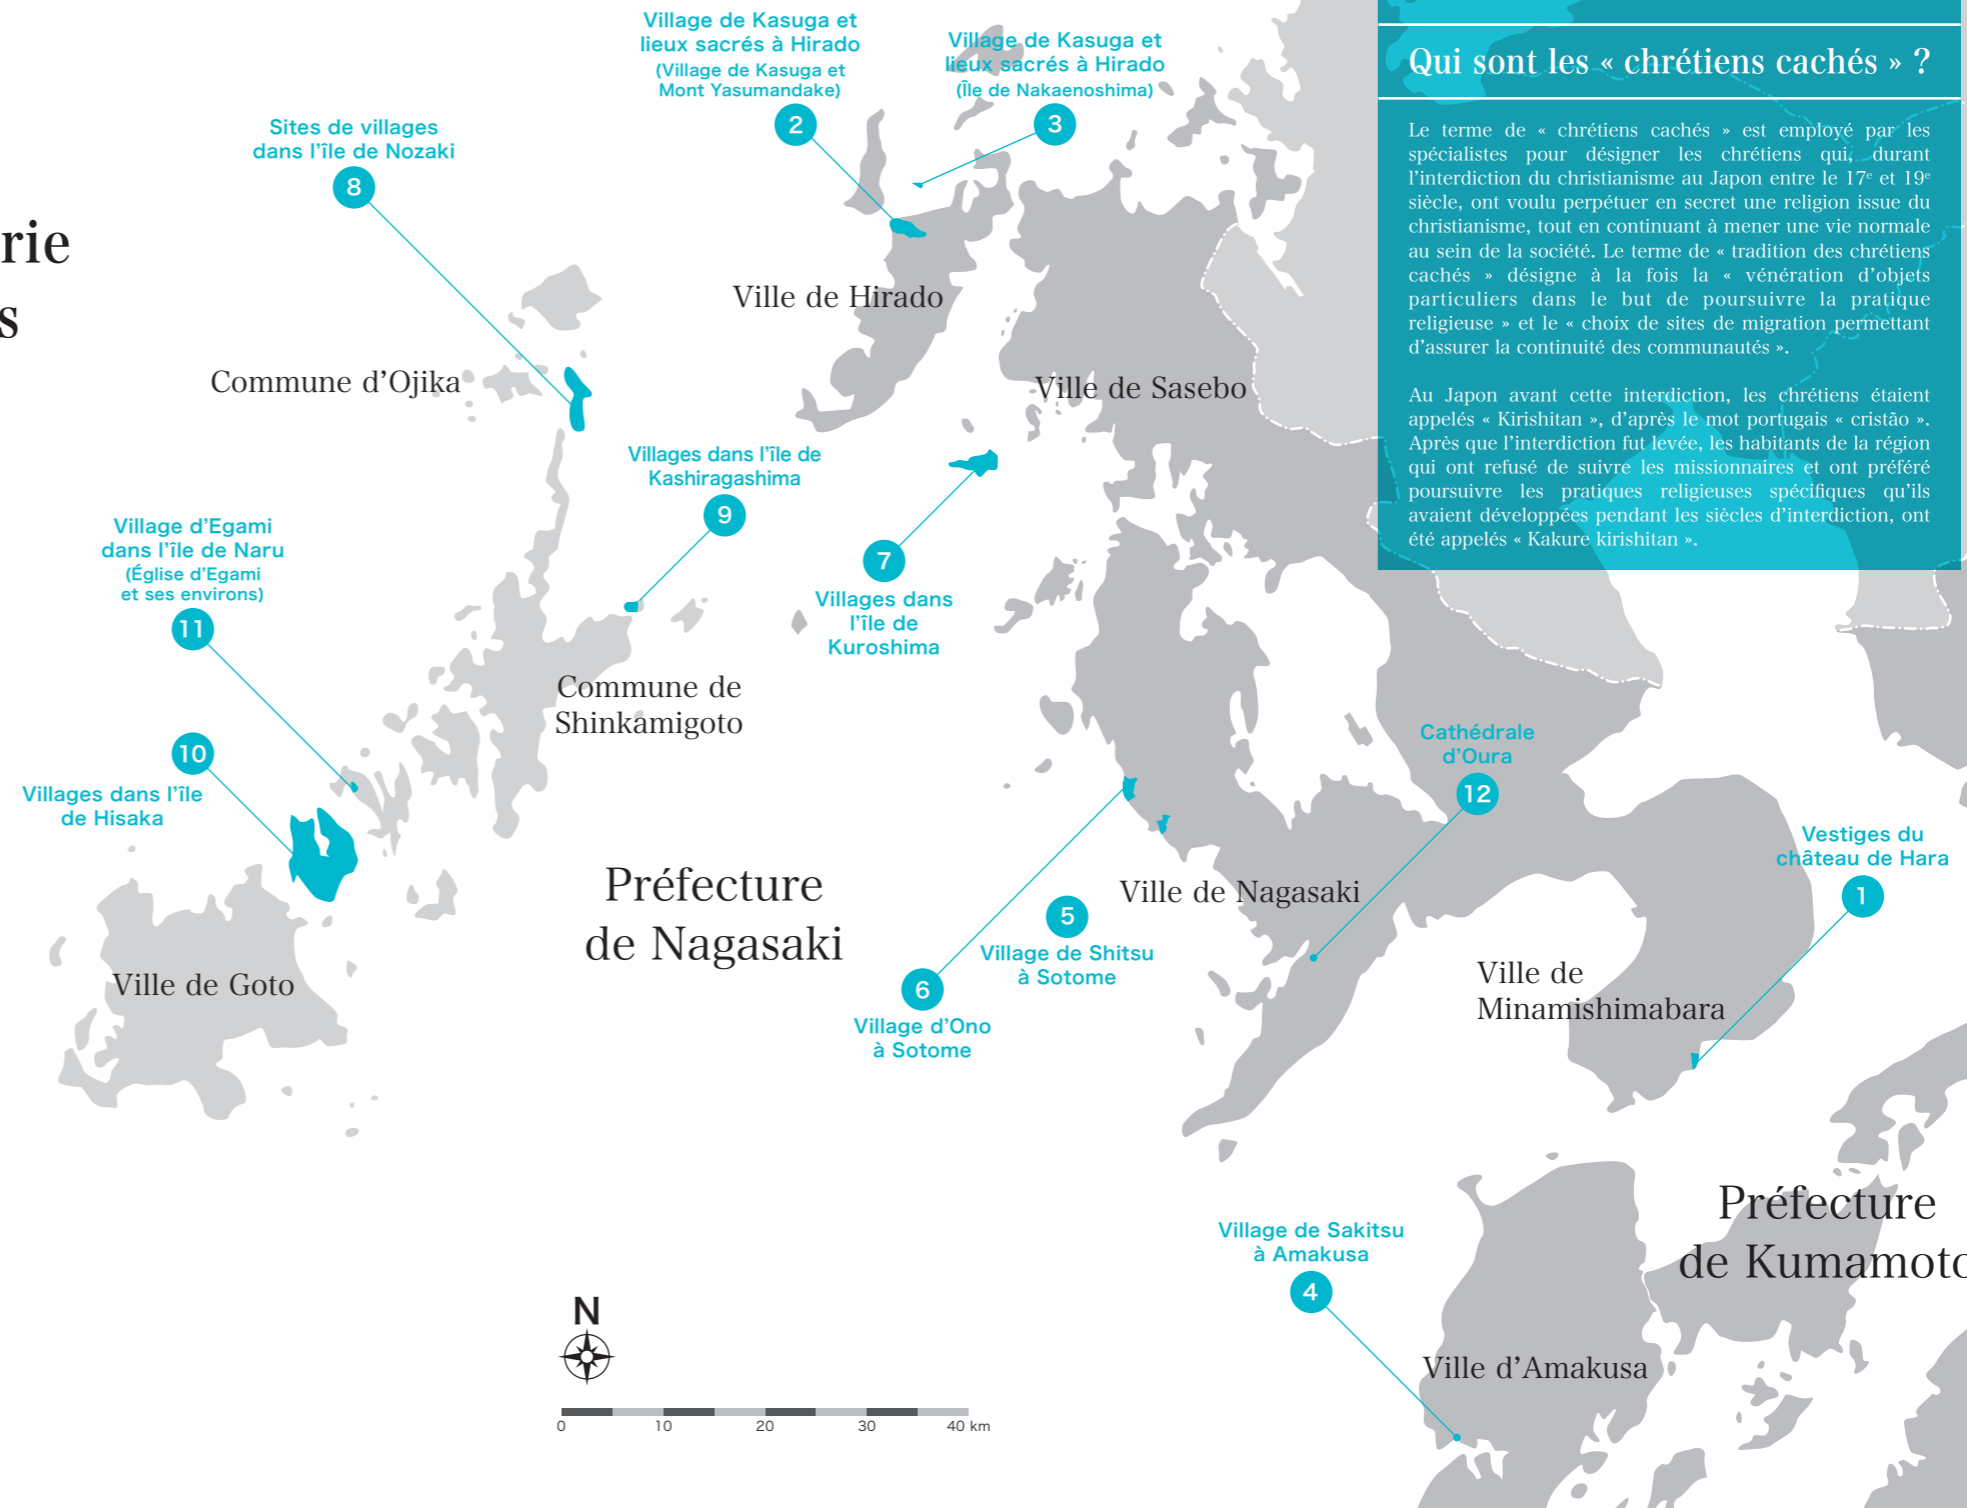 rie
s
Village de Kasuga et
lieux sacrés à Hirado
(Village de Kasuga et
Mont Yasumandake)
2
Village de Kasuga et
lieux sacrés à Hirado
(Île de Nakaenoshima)
3
Sites de villages
dans l'île de Nozaki
8
Ville de Hirado
Commune d'Ojika
Ville de Sasebo
Villages dans l'île de
Kashiragashima
9
Village d'Egami
dans l'île de Naru
(Église d'Egami
et ses environs)
11
7
Villages dans
l'île de
Kuroshima
Commune de
Shinkamigoto
10
Villages dans l'île
de Hisaka
Cathédrale
d'Oura
12
Vestiges du
château de Hara
1
Préfecture
de Nagasaki
Ville de Nagasaki
5
Village de Shitsu
à Sotome
6
Village d'Ono
à Sotome
Ville de Goto
Ville de
Minamishimabara
Préfecture
de Kumamoto
Village de Sakitsu
à Amakusa
4
Ville d'Amakusa
N
0 10 20 30 40 km
Qui sont les « chrétiens cachés » ?
Le terme de « chrétiens cachés » est employé par les
spécialistes pour désigner les chrétiens qui, durant
l'interdiction du christianisme au Japon entre le 17e et 19e
siècle, ont voulu perpétuer en secret une religion issue du
christianisme, tout en continuant à mener une vie normale
au sein de la société. Le terme de « tradition des chrétiens
cachés » désigne à la fois la « vénération d'objets
particuliers dans le but de poursuivre la pratique
religieuse » et le « choix de sites de migration permettant
d'assurer la continuité des communautés ».
Au Japon avant cette interdiction, les chrétiens étaient
appelés « Kirishitan », d'après le mot portugais « cristão ».
Après que l'interdiction fut levée, les habitants de la région
qui ont refusé de suivre les missionnaires et ont préféré
poursuivre les pratiques religieuses spécifiques qu'ils
avaient développées pendant les siècles d'interdiction, ont
été appelés « Kakure kirishitan ».